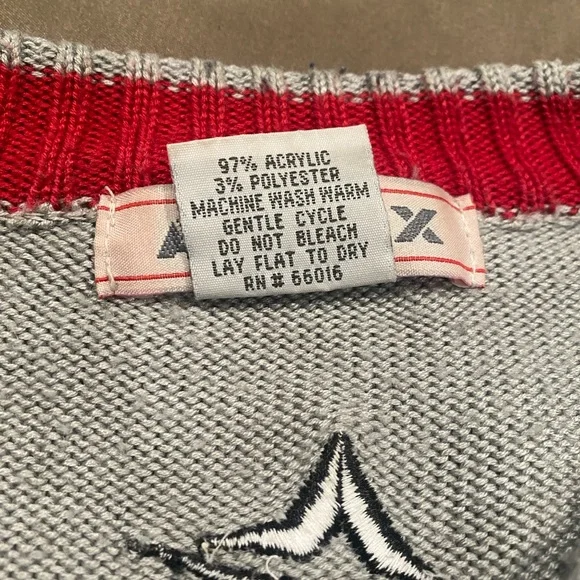 97% ACRYLIC
3% POLYESTER
MACHINE WASH WARM
GENTLE CYCLE
DO NOT BLEACH
LAY FLAT TO DRY
RN# 66016